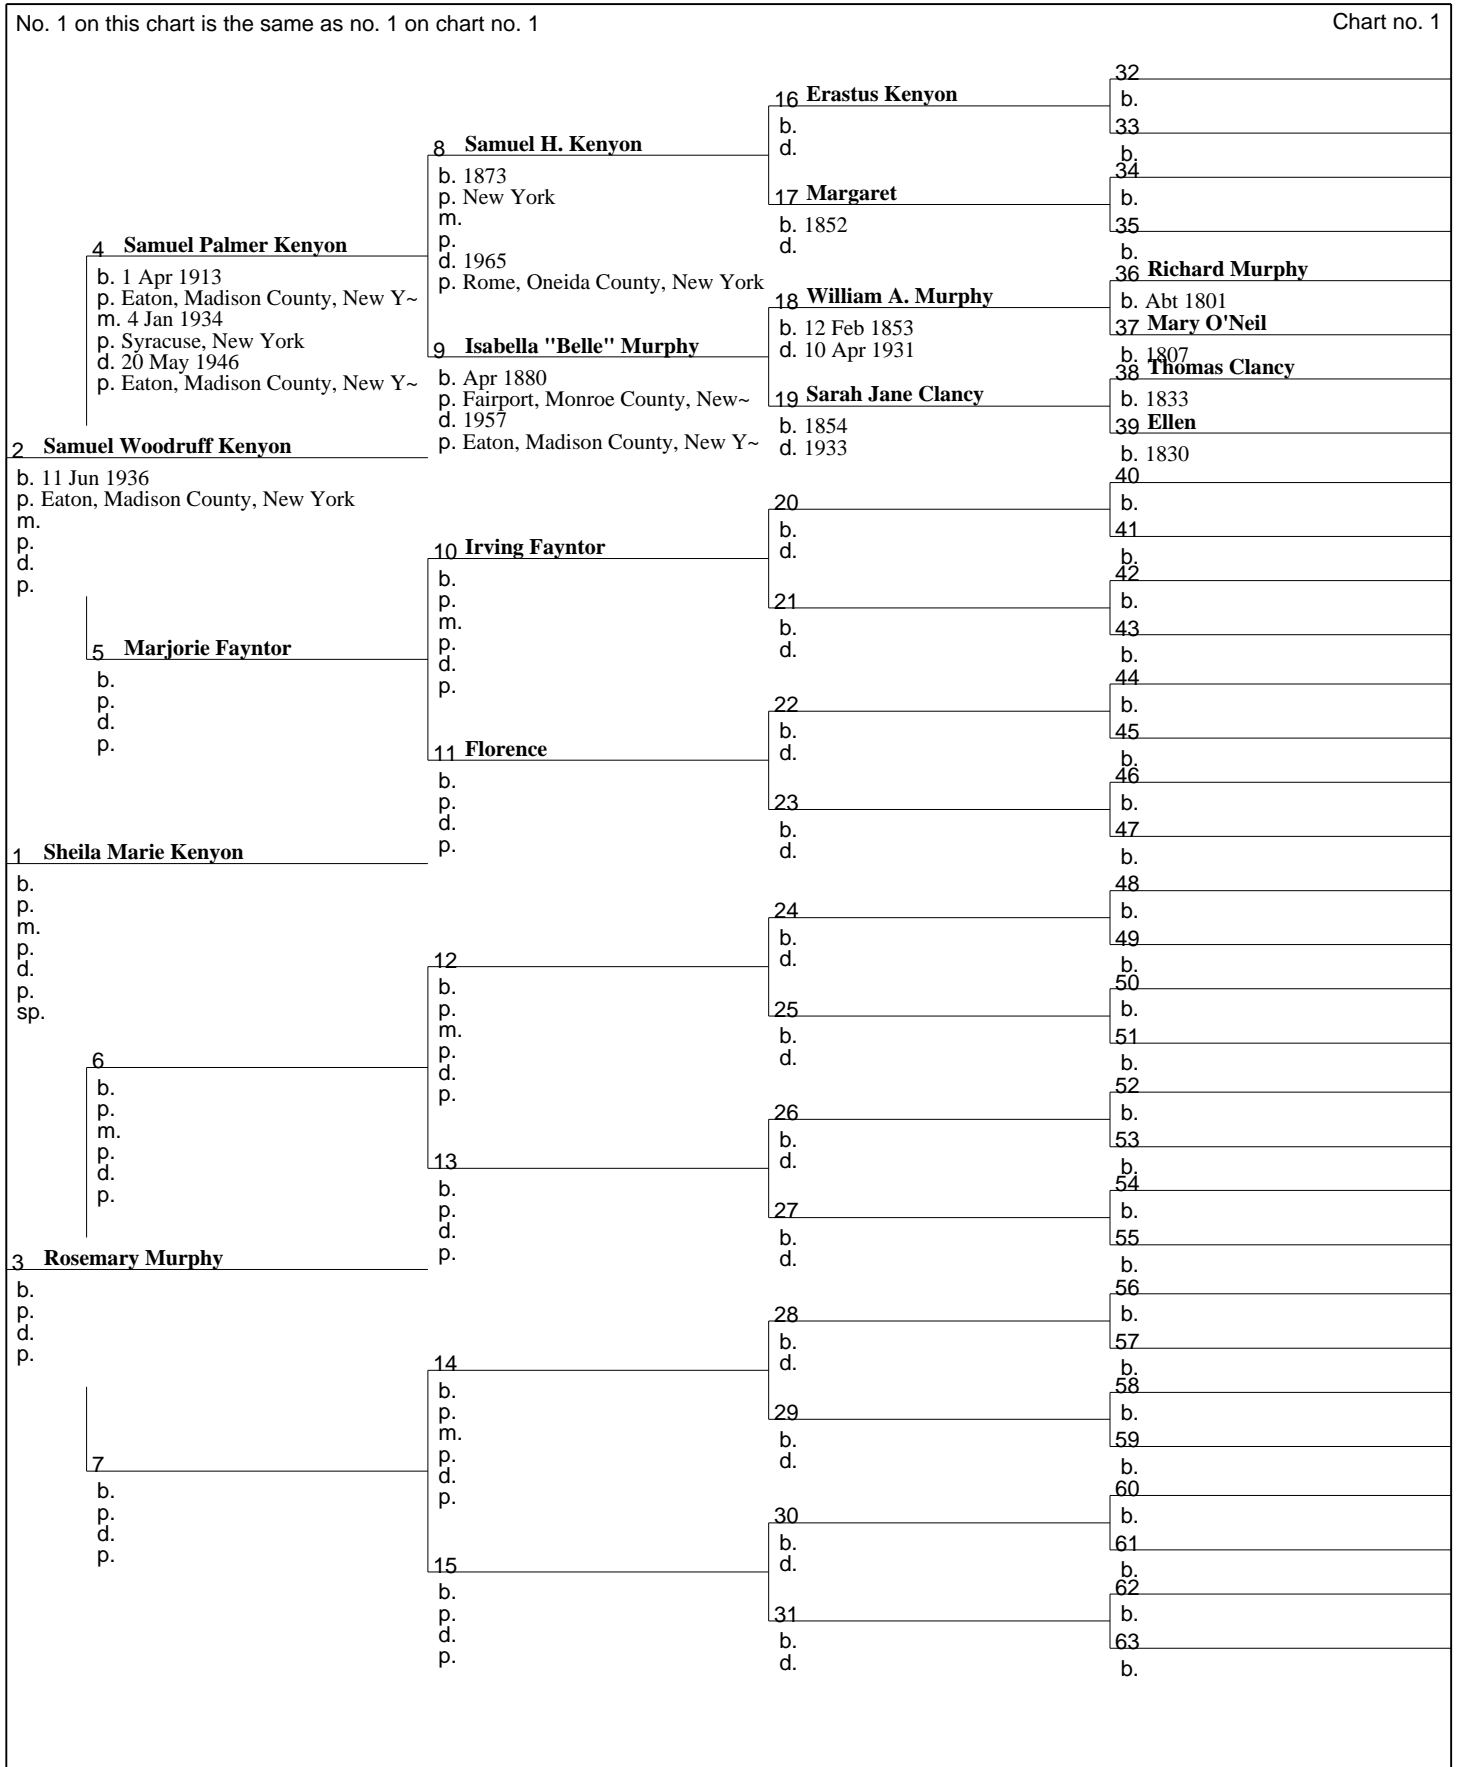 No. 1 on this chart is the same as no. 1 on chart no. 1
Chart no. 1
1 Sheila Marie Kenyon
b.
p.
m.
p.
d.
p.
sp.
2 Samuel Woodruff Kenyon
b. 11 Jun 1936
p. Eaton, Madison County, New York
m.
p.
d.
p.
3 Rosemary Murphy
b.
p.
d.
p.
4 Samuel Palmer Kenyon
b. 1 Apr 1913
p. Eaton, Madison County, New Y~
m. 4 Jan 1934
p. Syracuse, New York
d. 20 May 1946
p. Eaton, Madison County, New Y~
5 Marjorie Fayntor
b.
p.
d.
p.
6
b.
p.
m.
p.
d.
p.
7
b.
p.
d.
p.
8 Samuel H. Kenyon
b. 1873
p. New York
m.
p.
d. 1965
p. Rome, Oneida County, New York
9 Isabella "Belle" Murphy
b. Apr 1880
p. Fairport, Monroe County, New~
d. 1957
p. Eaton, Madison County, New Y~
10 Irving Fayntor
b.
p.
m.
p.
d.
p.
11 Florence
b.
p.
d.
p.
12
b.
p.
m.
p.
d.
p.
13
b.
p.
d.
p.
14
b.
p.
m.
p.
d.
p.
15
b.
p.
d.
p.
16 Erastus Kenyon
b.
d.
17 Margaret
b. 1852
d.
18 William A. Murphy
b. 12 Feb 1853
d. 10 Apr 1931
19 Sarah Jane Clancy
b. 1854
d. 1933
20
b.
d.
21
b.
d.
22
b.
d.
23
b.
d.
24
b.
d.
25
b.
d.
26
b.
d.
27
b.
d.
28
b.
d.
29
b.
d.
30
b.
d.
31
b.
d.
32
b.
33
b.
34
b.
35
b.
36 Richard Murphy
b. Abt 1801
37 Mary O'Neil
b. 1807
38 Thomas Clancy
b. 1833
39 Ellen
b. 1830
40
b.
41
b.
42
b.
43
b.
44
b.
45
b.
46
b.
47
b.
48
b.
49
b.
50
b.
51
b.
52
b.
53
b.
54
b.
55
b.
56
b.
57
b.
58
b.
59
b.
60
b.
61
b.
62
b.
63
b.